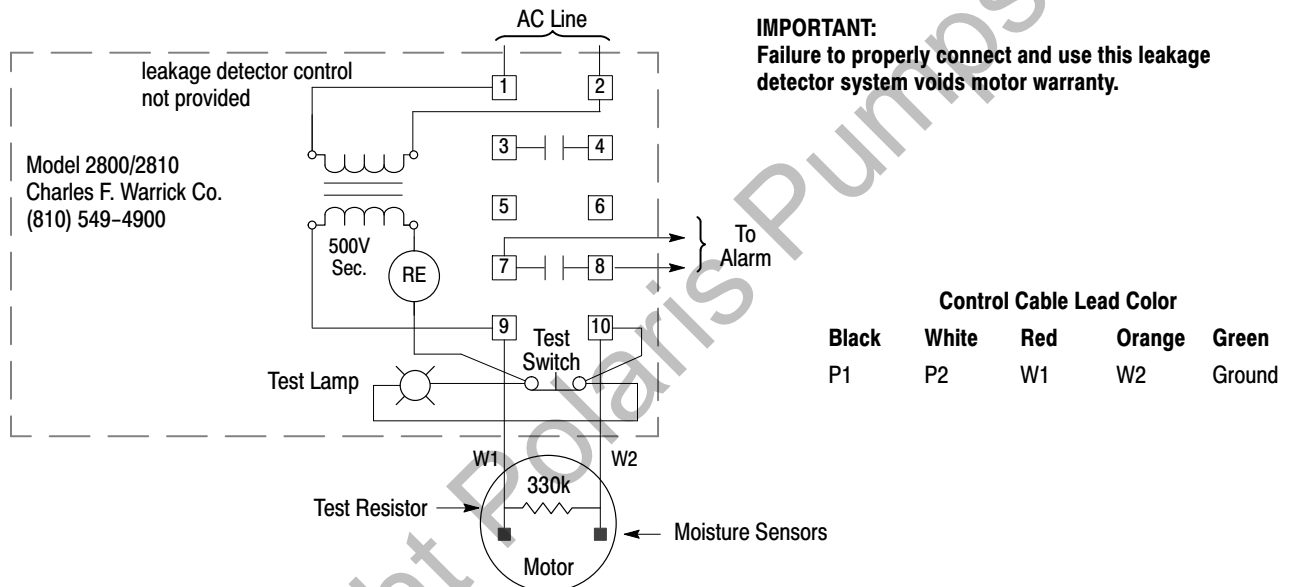 AC Line
IMPORTANT:
Failure to properly connect and use this leakage
detector system voids motor warranty.
leakage detector control
not provided
1
2
3
4
Model 2800/2810
Charles F. Warrick Co.
(810) 549–4900
5
6
500V
Sec.
RE
7
8
To
Alarm
9
10
Test
Switch
Test Lamp
Control Cable Lead Color
Black White Red Orange Green
P1 P2 W1 W2 Ground
W1
W2
330k
Test Resistor
Moisture Sensors
Motor
ht Polaris Pumps